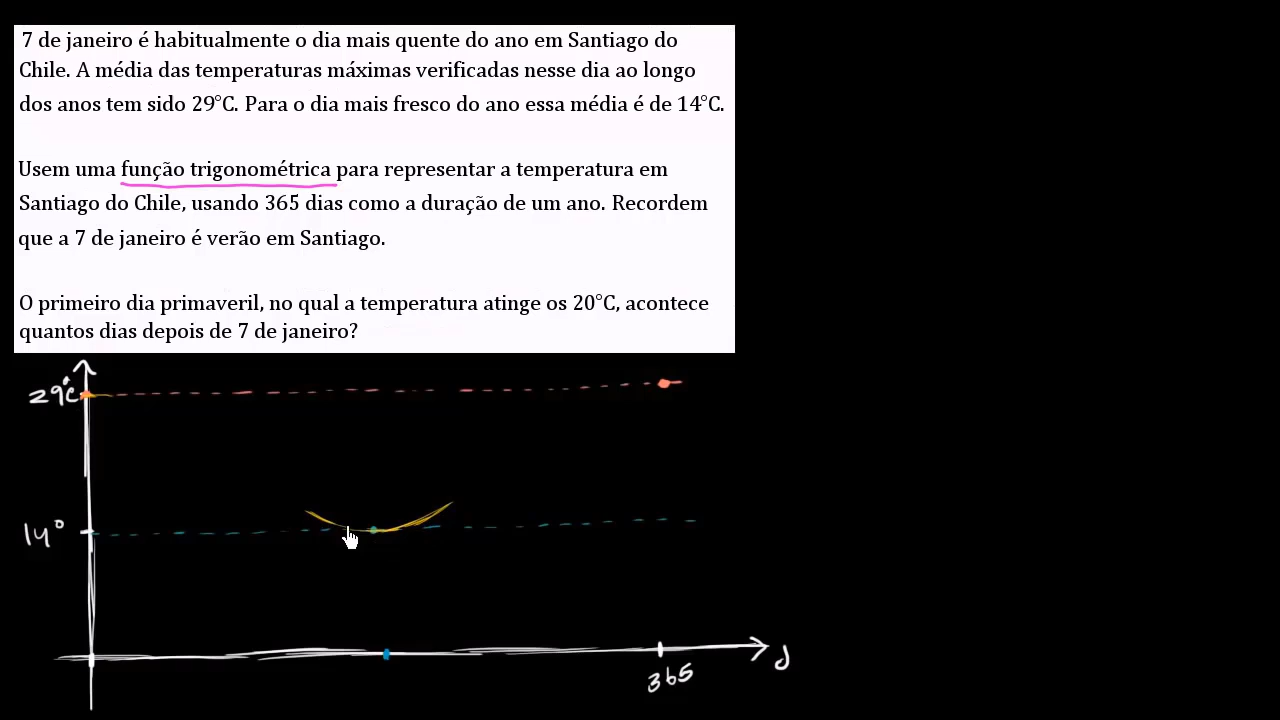 7 de janeiro é habitualmente o dia mais quente do ano em Santiago do
Chile. A média das temperaturas máximas verificadas nesse dia ao longo
dos anos tem sido 29°C. Para o dia mais fresco do ano essa média é de 14°C.
Usem uma função trigonométrica para representar a temperatura em
Santiago do Chile, usando 365 dias como a duração de um ano. Recordem
que a 7 de janeiro é verão em Santiago.
O primeiro dia primaveril, no qual a temperatura atinge os 20°C, acontece
quantos dias depois de 7 de janeiro?
29°C
14°
365
d